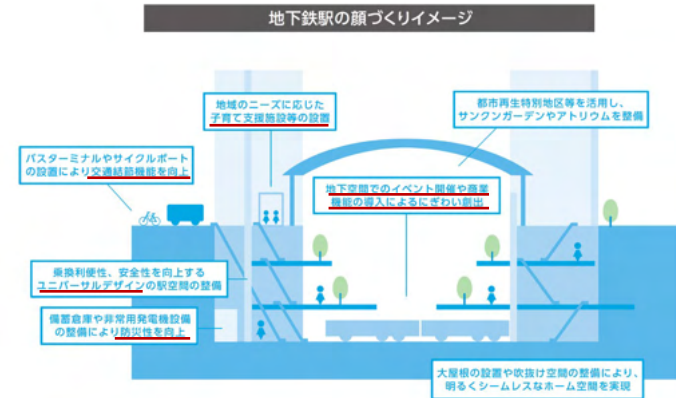 地下鉄駅の顔づくりイメージ
地域のニーズに応じた
子育て支援施設等の設置
都市再生特別地区等を活用し、
サンクンガーデンやアトリウムを整備
バスターミナルやサイクルポート
の設置により交通結節機能を向上
地下空間でのイベント開催や商業
機能の導入によるにぎわい創出
乗換利便性、安全性を向上する
ユニバーサルデザインの駅空間の整備
備蓄倉庫や非常用発電機設備
の整備により防災性を向上
大屋根の設置や吹抜け空間の整備により、
明るくシームレスなホーム空間を実現